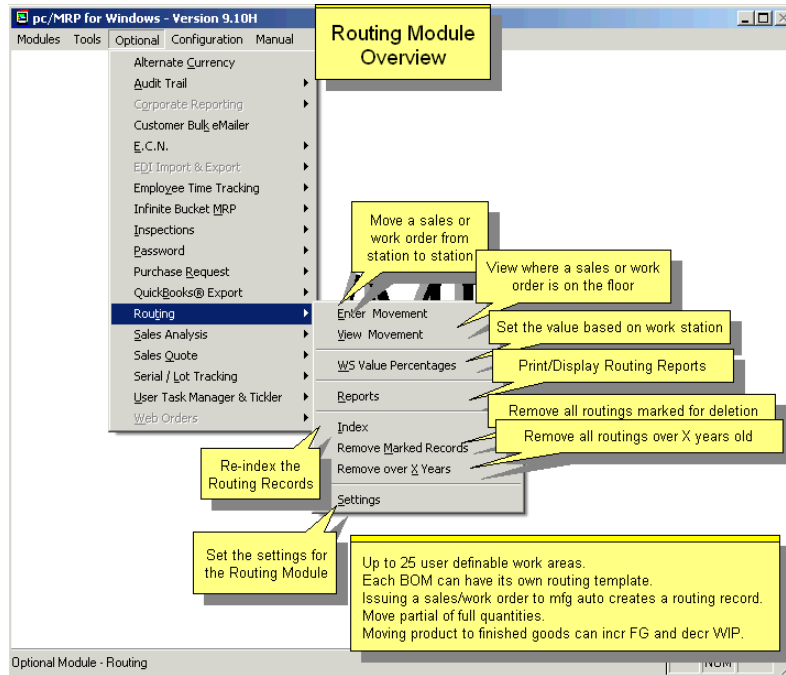 pc/MRP for Windows - Version 9.10H
Modules Tools Optional Configuration Manual
Routing Module
Overview
Alternate Currency
Audit Trail
Corporate Reporting
Customer Bulk eMailer
E.C.N.
EDI Import & Export
Employee Time Tracking
Infinite Bucket MRP
Inspections
Password
Purchase Request
QuickBooks® Export
Routing
Sales Analysis
Sales Quote
Serial / Lot Tracking
User Task Manager & Tickler
Web Orders
Move a sales or
work order from
station to station
View where a sales or work
order is on the floor
Enter Movement
View Movement
Set the value based on work station
WS Value Percentages
Print/Display Routing Reports
Reports
Remove all routings marked for deletion
Index
Remove all routings over X years old
Remove Marked Records
Remove over X Years
Re-index the
Routing Records
Settings
Set the settings for
the Routing Module
Up to 25 user definable work areas.
Each BOM can have its own routing template.
Issuing a sales/work order to mfg auto creates a routing record.
Move partial of full quantities.
Moving product to finished goods can incr FG and decr WIP.
Optional Module - Routing
NUM